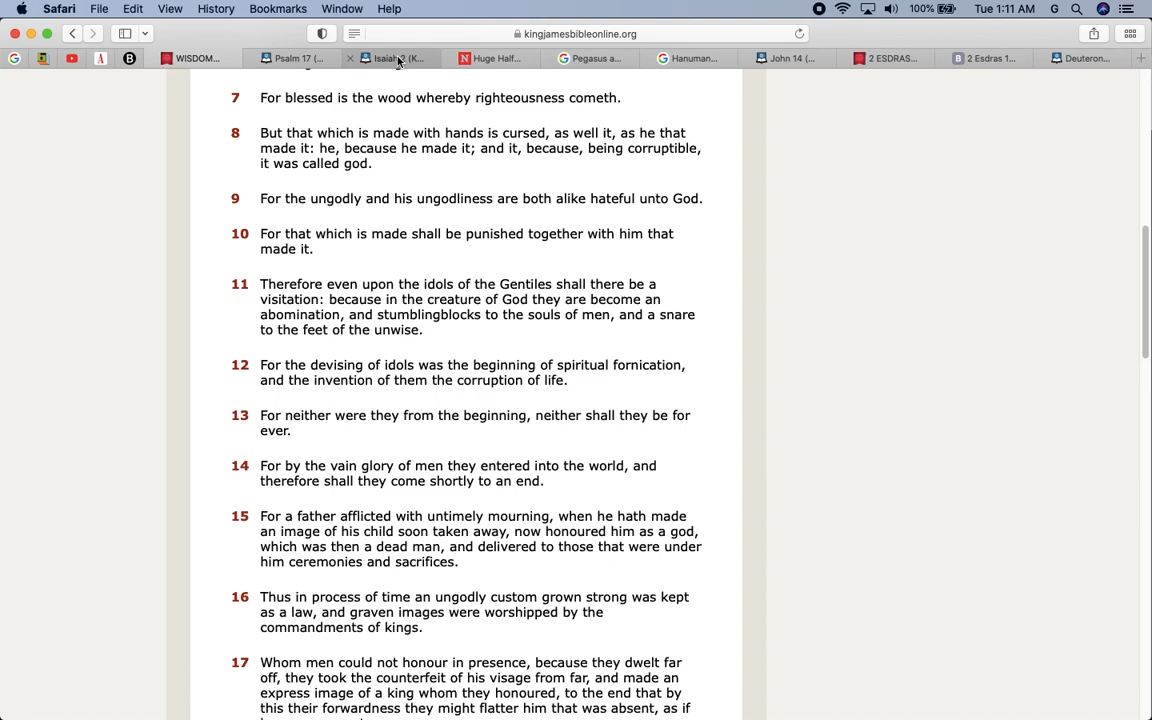 Safari File Edit View History Bookmarks Window Help 100% Tue 1:11 AM G
kingjamesbibleonline.org
WISDOM... Psalm 17 (... Isaiah 2 (K... Huge Half... Pegasus a... Hanuman... John 14 (... 2 ESDRAS... 2 Esdras 1... Deuteron...
7 For blessed is the wood whereby righteousness cometh.
8 But that which is made with hands is cursed, as well it, as he that
made it: he, because he made it; and it, because, being corruptible,
it was called god.
9 For the ungodly and his ungodliness are both alike hateful unto God.
10 For that which is made shall be punished together with him that
made it.
11 Therefore even upon the idols of the Gentiles shall there be a
visitation: because in the creature of God they are become an
abomination, and stumblingblocks to the souls of men, and a snare
to the feet of the unwise.
12 For the devising of idols was the beginning of spiritual fornication,
and the invention of them the corruption of life.
13 For neither were they from the beginning, neither shall they be for
ever.
14 For by the vain glory of men they entered into the world, and
therefore shall they come shortly to an end.
15 For a father afflicted with untimely mourning, when he hath made
an image of his child soon taken away, now honoured him as a god,
which was then a dead man, and delivered to those that were under
him ceremonies and sacrifices.
16 Thus in process of time an ungodly custom grown strong was kept
as a law, and graven images were worshipped by the
commandments of kings.
17 Whom men could not honour in presence, because they dwelt far
off, they took the counterfeit of his visage from far, and made an
express image of a king whom they honoured, to the end that by
this their forwardness they might flatter him that was absent, as if